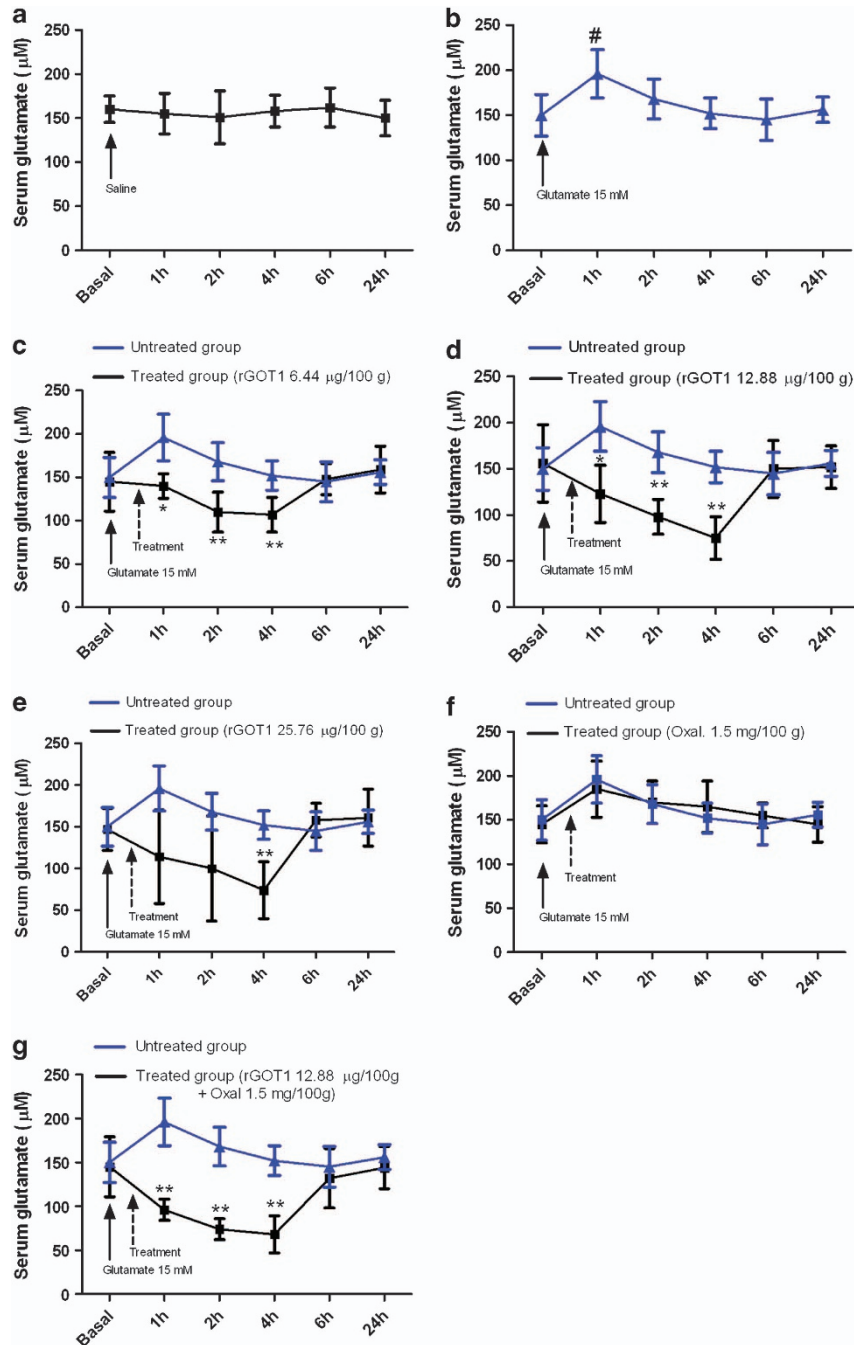 a
Serum glutamate (μM)
250
200
150
100
50
0
Saline
Basal
1h
2h
4h
6h
24h
b
Serum glutamate (μM)
250
200
150
100
50
0
#
Glutamate 15 mM
Basal
1h
2h
4h
6h
24h
c
Untreated group
Treated group (rGOT1 6.44 μg/100 g)
Serum glutamate (μM)
250
200
150
100
50
0
*
**
**
Treatment
Glutamate 15 mM
Basal
1h
2h
4h
6h
24h
d
Untreated group
Treated group (rGOT1 12.88 μg/100 g)
Serum glutamate (μM)
250
200
150
100
50
0
*
**
**
Treatment
Glutamate 15 mM
Basal
1h
2h
4h
6h
24h
e
Untreated group
Treated group (rGOT1 25.76 μg/100 g)
Serum glutamate (μM)
250
200
150
100
50
0
**
Treatment
Glutamate 15 mM
Basal
1h
2h
4h
6h
24h
f
Untreated group
Treated group (Oxal. 1.5 mg/100 g)
Serum glutamate (μM)
250
200
150
100
50
0
Treatment
Glutamate 15 mM
Basal
1h
2h
4h
6h
24h
g
Untreated group
Treated group (rGOT1 12.88 μg/100g
+ Oxal 1.5 mg/100g)
Serum glutamate (μM)
250
200
150
100
50
0
**
**
**
Treatment
Glutamate 15 mM
Basal
1h
2h
4h
6h
24h